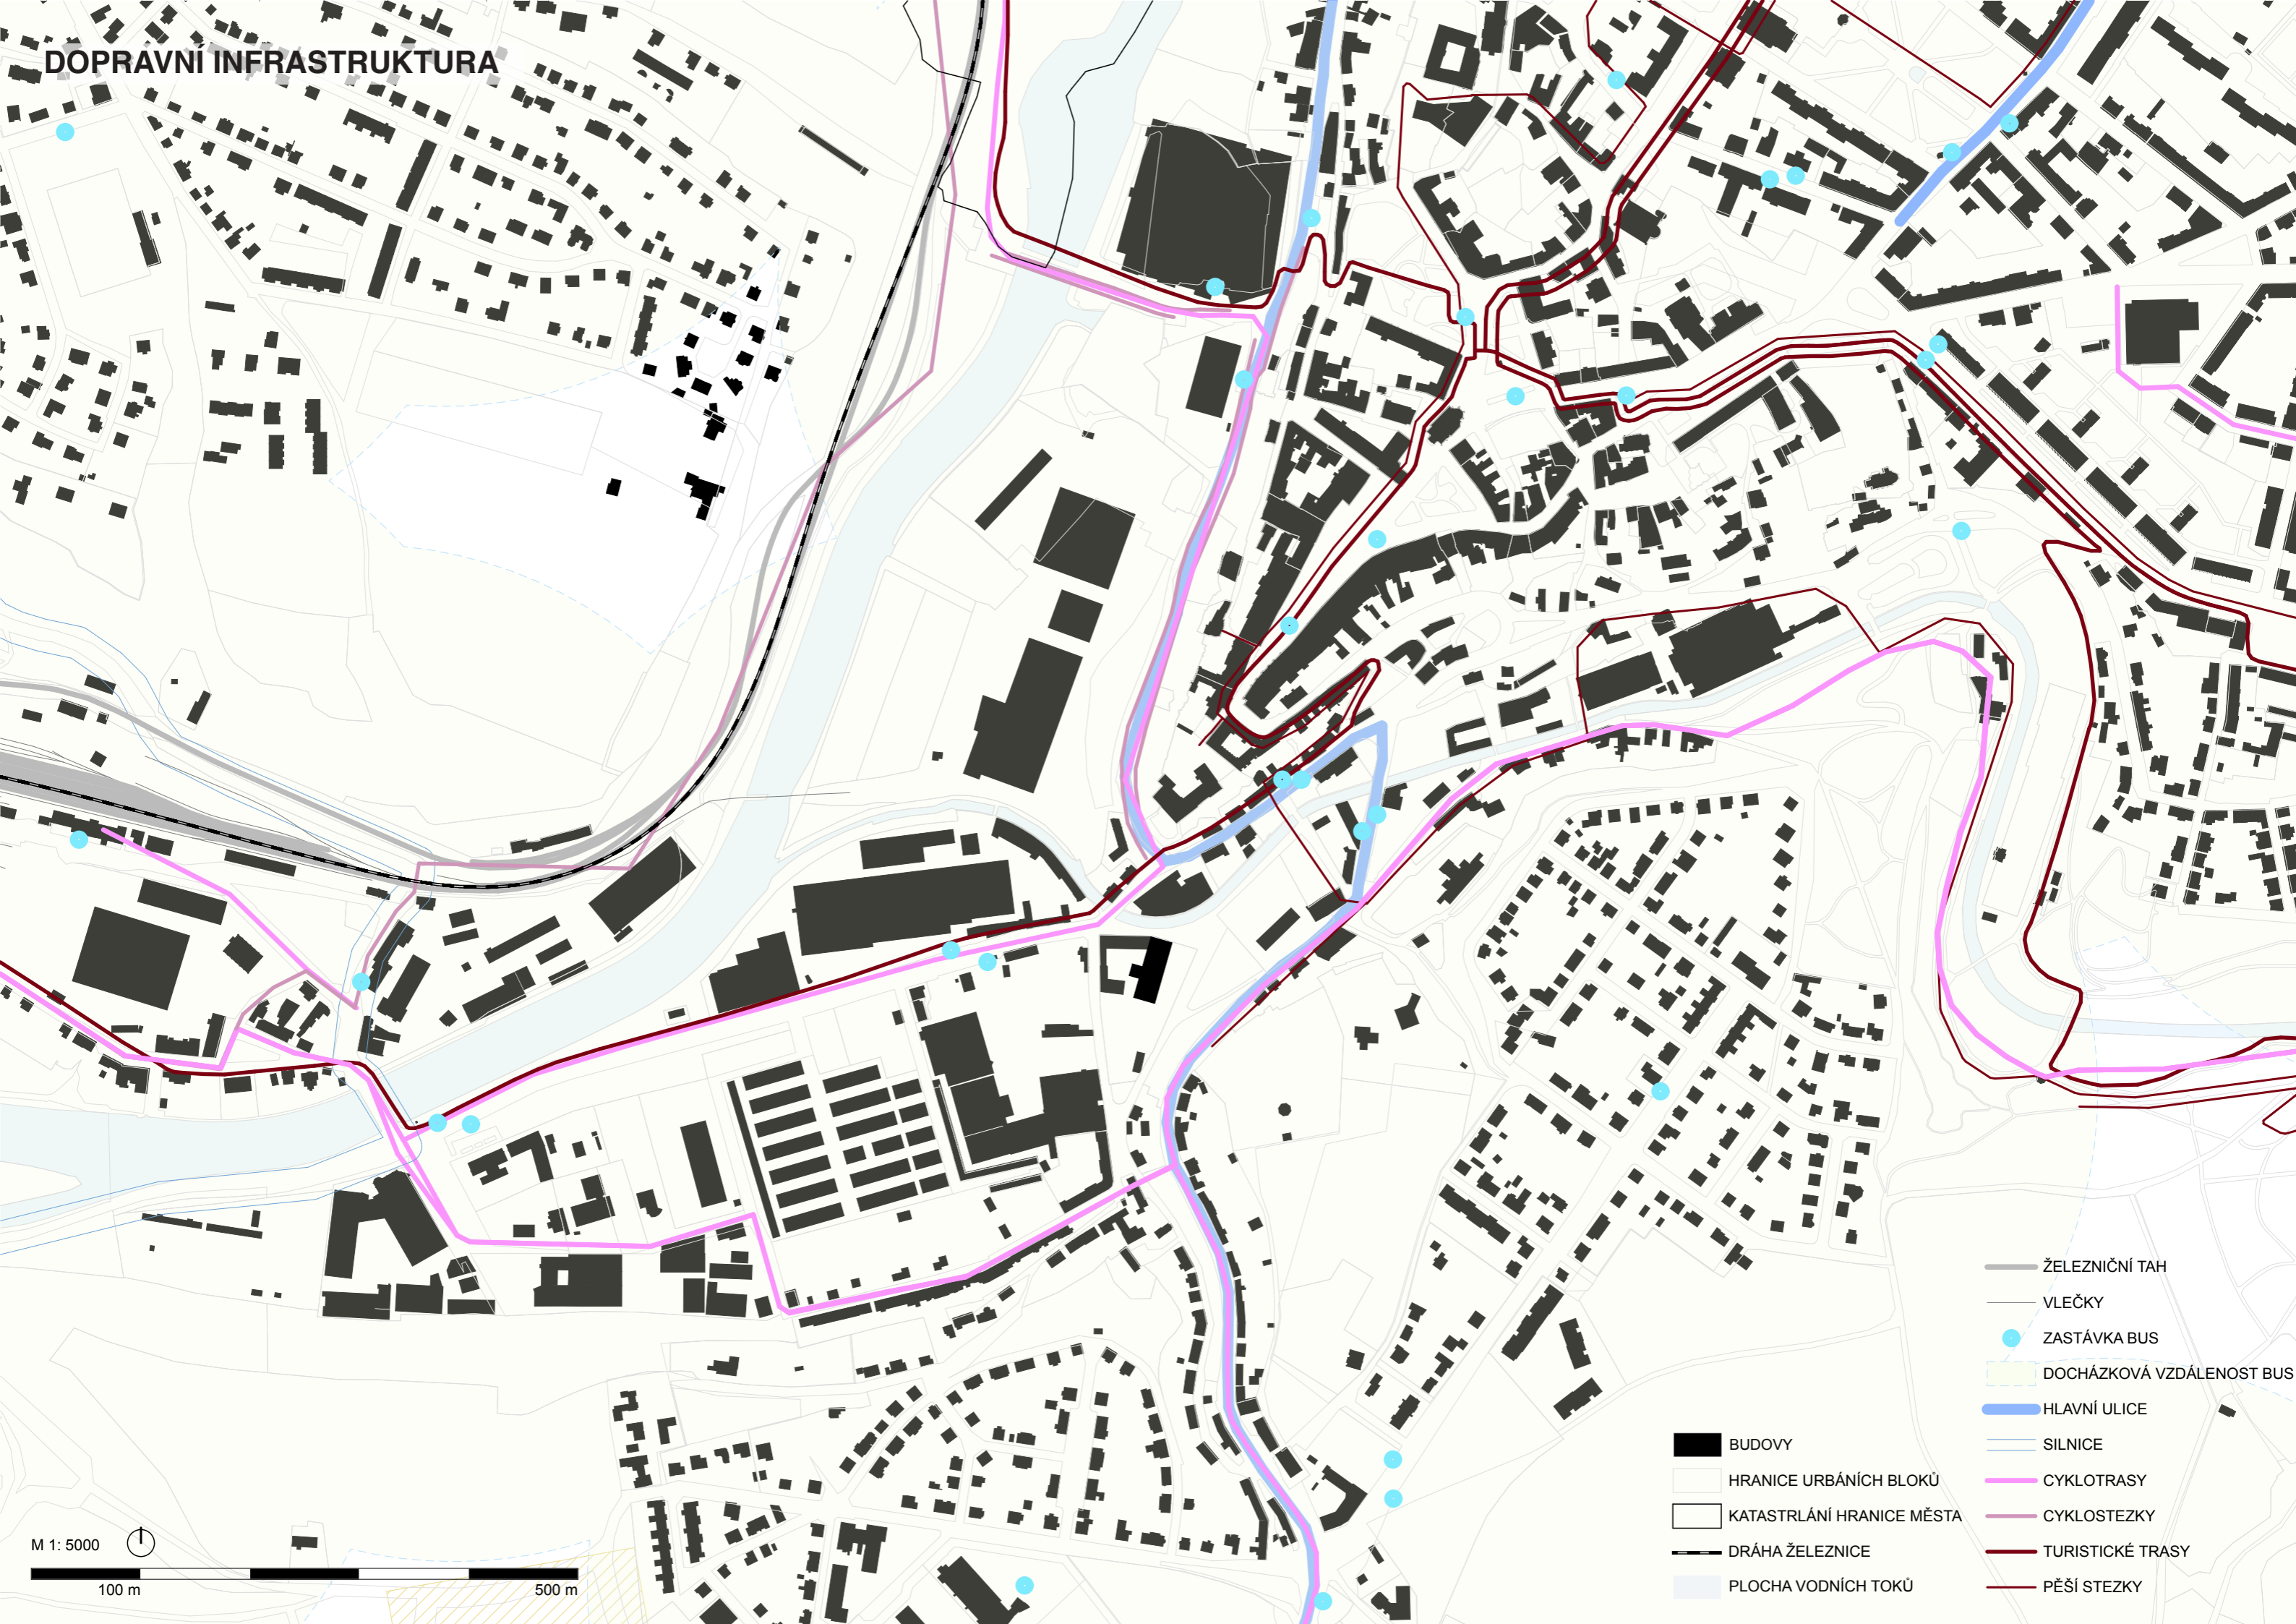 DOPRAVNÍ INFRASTRUKTURA
ŽELEZNIČNÍ TAH
VLEČKY
ZASTÁVKA BUS
DOCHÁZKOVÁ VZDÁLENOST BUS
HLAVNÍ ULICE
SILNICE
CYKLOTRASY
CYKLOSTEZKY
TURISTICKÉ TRASY
PĚŠÍ STEZKY
BUDOVY
HRANICE URBÁNÍCH BLOKŮ
KATASTRLÁNÍ HRANICE MĚSTA
DRÁHA ŽELEZNICE
PLOCHA VODNÍCH TOKŮ
M 1: 5000
100 m
500 m